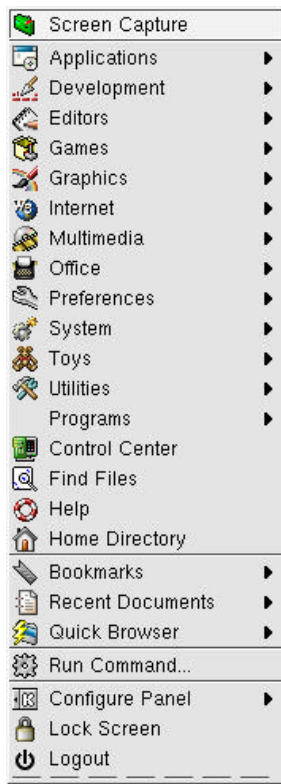 Screen Capture
Applications
Development
Editors
Games
Graphics
Internet
Multimedia
Office
Preferences
System
Toys
Utilities
Programs
Control Center
Find Files
Help
Home Directory
Bookmarks
Recent Documents
Quick Browser
Run Command...
Configure Panel
Lock Screen
Logout